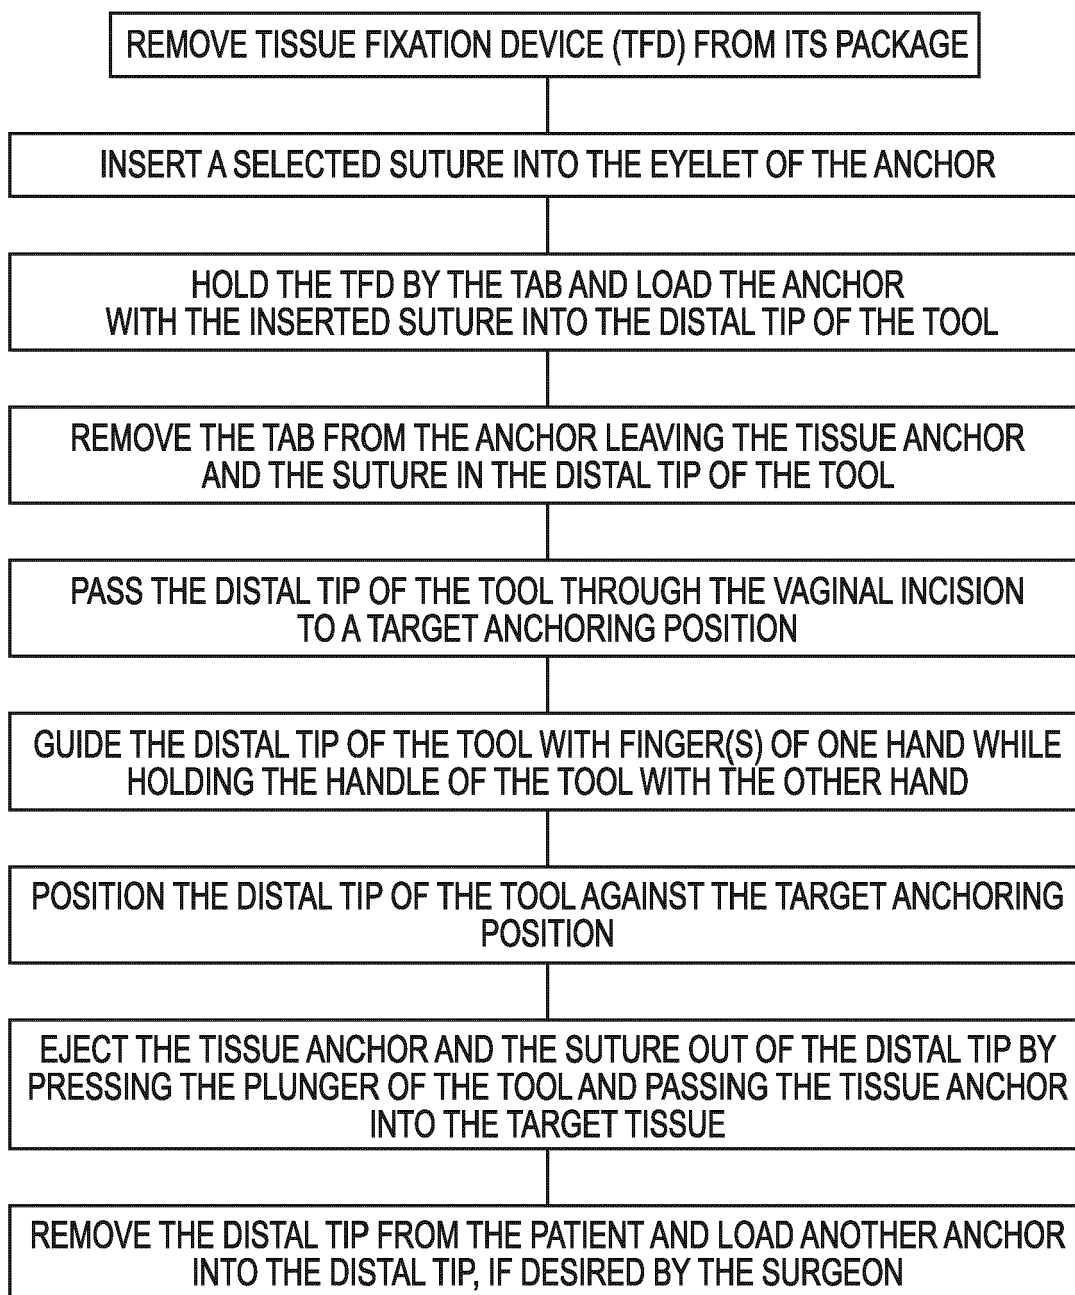 REMOVE TISSUE FIXATION DEVICE (TFD) FROM ITS PACKAGE
INSERT A SELECTED SUTURE INTO THE EYELET OF THE ANCHOR
HOLD THE TFD BY THE TAB AND LOAD THE ANCHOR
WITH THE INSERTED SUTURE INTO THE DISTAL TIP OF THE TOOL
REMOVE THE TAB FROM THE ANCHOR LEAVING THE TISSUE ANCHOR
AND THE SUTURE IN THE DISTAL TIP OF THE TOOL
PASS THE DISTAL TIP OF THE TOOL THROUGH THE VAGINAL INCISION
TO A TARGET ANCHORING POSITION
GUIDE THE DISTAL TIP OF THE TOOL WITH FINGER(S) OF ONE HAND WHILE
HOLDING THE HANDLE OF THE TOOL WITH THE OTHER HAND
POSITION THE DISTAL TIP OF THE TOOL AGAINST THE TARGET ANCHORING
POSITION
EJECT THE TISSUE ANCHOR AND THE SUTURE OUT OF THE DISTAL TIP BY
PRESSING THE PLUNGER OF THE TOOL AND PASSING THE TISSUE ANCHOR
INTO THE TARGET TISSUE
REMOVE THE DISTAL TIP FROM THE PATIENT AND LOAD ANOTHER ANCHOR
INTO THE DISTAL TIP, IF DESIRED BY THE SURGEON